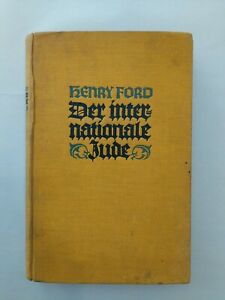 HENRY FORD
Der inter-
nationale
Jude